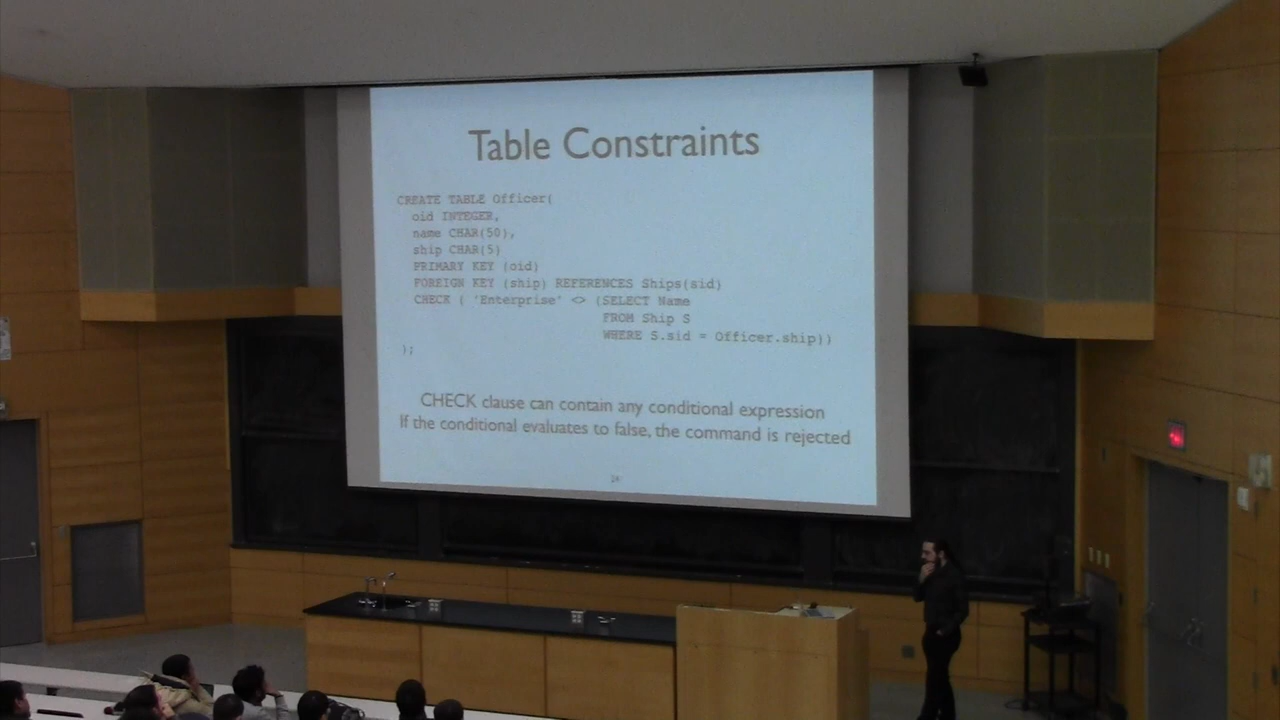 Table Constraints
CREATE TABLE Officer(
oid INTEGER,
name CHAR(50),
ship CHAR(5)
PRIMARY KEY (oid)
FOREIGN KEY (ship) REFERENCES Ships(sid)
CHECK ( 'Enterprise' <> (SELECT Name
FROM Ship S
WHERE S.sid = Officer.ship))
);
CHECK clause can contain any conditional expression
If the conditional evaluates to false, the command is rejected